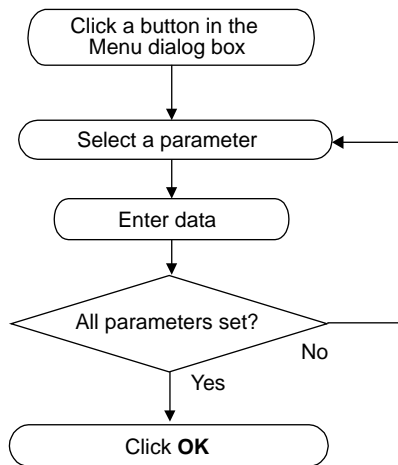 Click a button in the
Menu dialog box
Select a parameter
Enter data
All parameters set?
No
Yes
Click OK